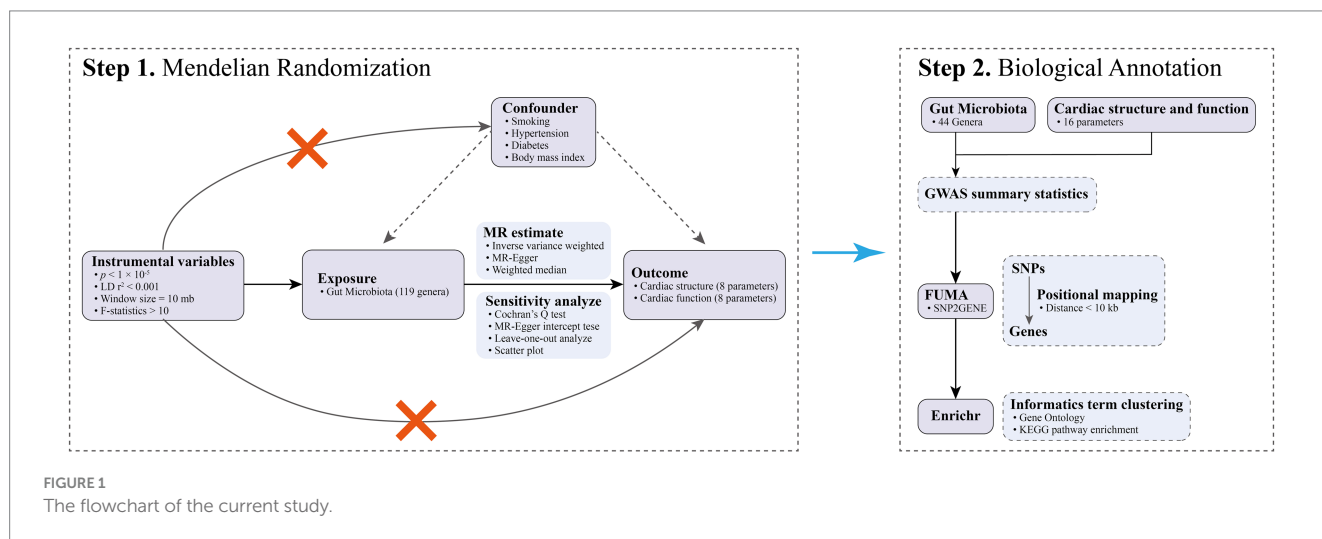 Step 1. Mendelian Randomization
Confounder
• Smoking
• Hypertension
• Diabetes
• Body mass index
Instrumental variables
• p < 1 × 10⁻⁵
• LD r² < 0.001
• Window size = 10 mb
• F-statistics > 10
Exposure
• Gut Microbiota (119 genera)
MR estimate
• Inverse variance weighted
• MR-Egger
• Weighted median
Sensitivity analyze
• Cochran's Q test
• MR-Egger intercept tese
• Leave-one-out analyze
• Scatter plot
Outcome
• Cardiac structure (8 parameters)
• Cardiac function (8 parameters)
Step 2. Biological Annotation
Gut Microbiota
• 44 Genera
Cardiac structure and function
• 16 parameters
GWAS summary statistics
FUMA
• SNP2GENE
SNPs
Positional mapping
• Distance < 10 kb
Genes
Enrichr
Informatics term clustering
• Gene Ontology
• KEGG pathway enrichment
FIGURE 1
The flowchart of the current study.